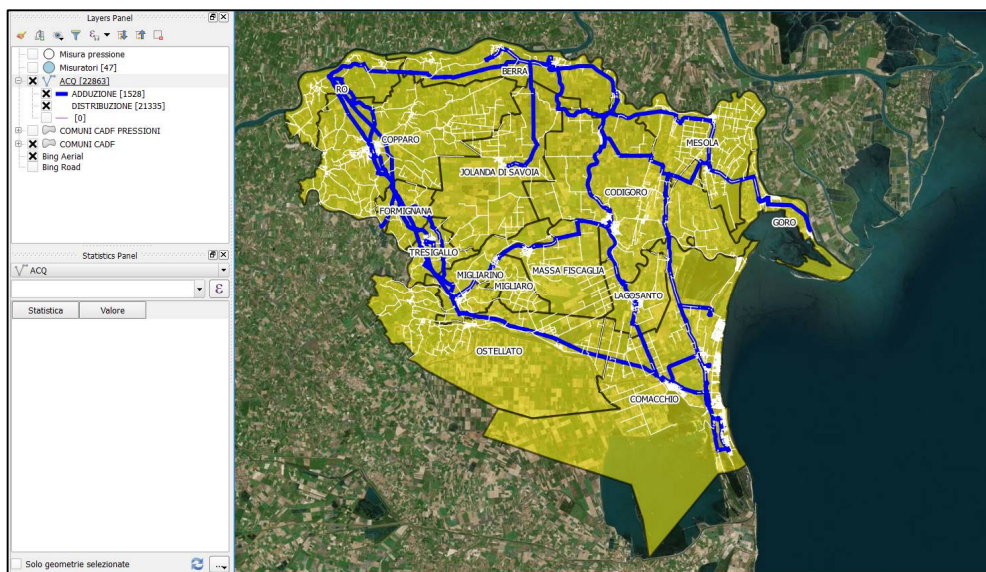 Layers Panel
Misura pressione
Misuratori [47]
ACQ [22863]
ADDUZIONE [1528]
DISTRIBUZIONE [21335]
[0]
COMUNI CADF PRESSIONI
COMUNI CADF
Bing Aerial
Bing Road
Statistics Panel
ACQ
ε
Statistica Valore
Solo geometrie selezionate
...
BERRA
RO
COPPARO
MESOLA
JOLANDA DI SAVOIA
CODIGORO
FORMIGNANA
GORO
TRESIGALLO
MIGLIARINO
MASSA FISCAGLIA
MIGLIARO
LAGOSANTO
OSTELLATO
COMACCHIO